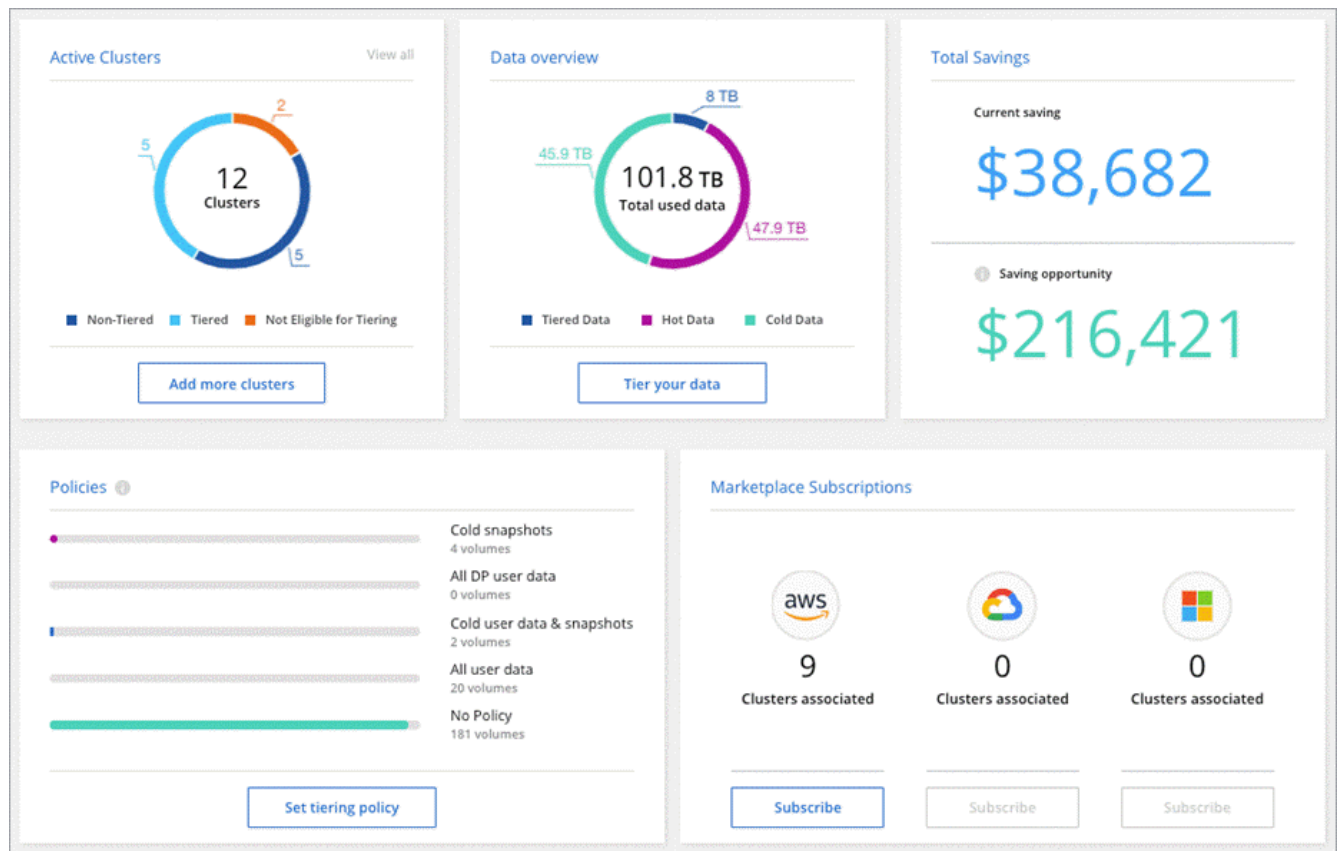 Active Clusters
View all
2
5
12
Clusters
5
Non-Tiered
Tiered
Not Eligible for Tiering
Add more clusters
Data overview
8 TB
45.9 TB
101.8 TB
Total used data
47.9 TB
Tiered Data
Hot Data
Cold Data
Tier your data
Total Savings
Current saving
$38,682
Saving opportunity
$216,421
Policies
Cold snapshots
4 volumes
All DP user data
0 volumes
Cold user data & snapshots
2 volumes
All user data
20 volumes
No Policy
181 volumes
Set tiering policy
Marketplace Subscriptions
aws
9
Clusters associated
Subscribe
0
Clusters associated
Subscribe
0
Clusters associated
Subscribe